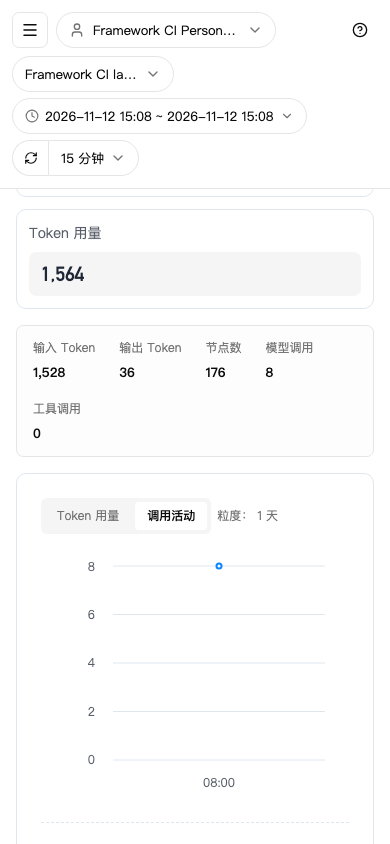 Framework CI Person...
Framework CI la...
2026-11-12 15:08 ~ 2026-11-12 15:08
15 分钟
Token 用量
1,564
输入 Token 输出 Token 节点数 模型调用
1,528 36 176 8
工具调用
0
Token 用量 调用活动 粒度: 1 天
8
6
4
2
0
08:00